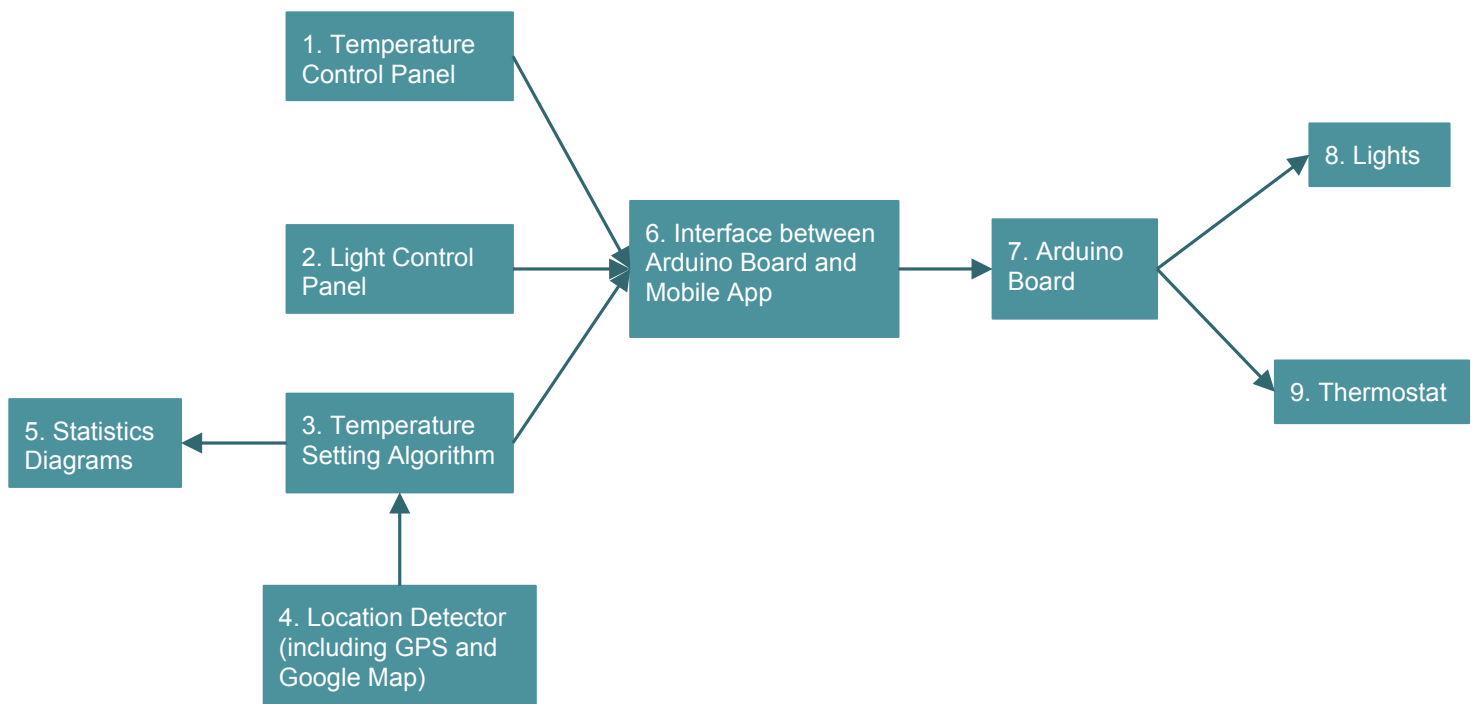 1. Temperature
Control Panel
2. Light Control
Panel
3. Temperature
Setting Algorithm
4. Location Detector
(including GPS and
Google Map)
5. Statistics
Diagrams
6. Interface between
Arduino Board and
Mobile App
7. Arduino
Board
8. Lights
9. Thermostat